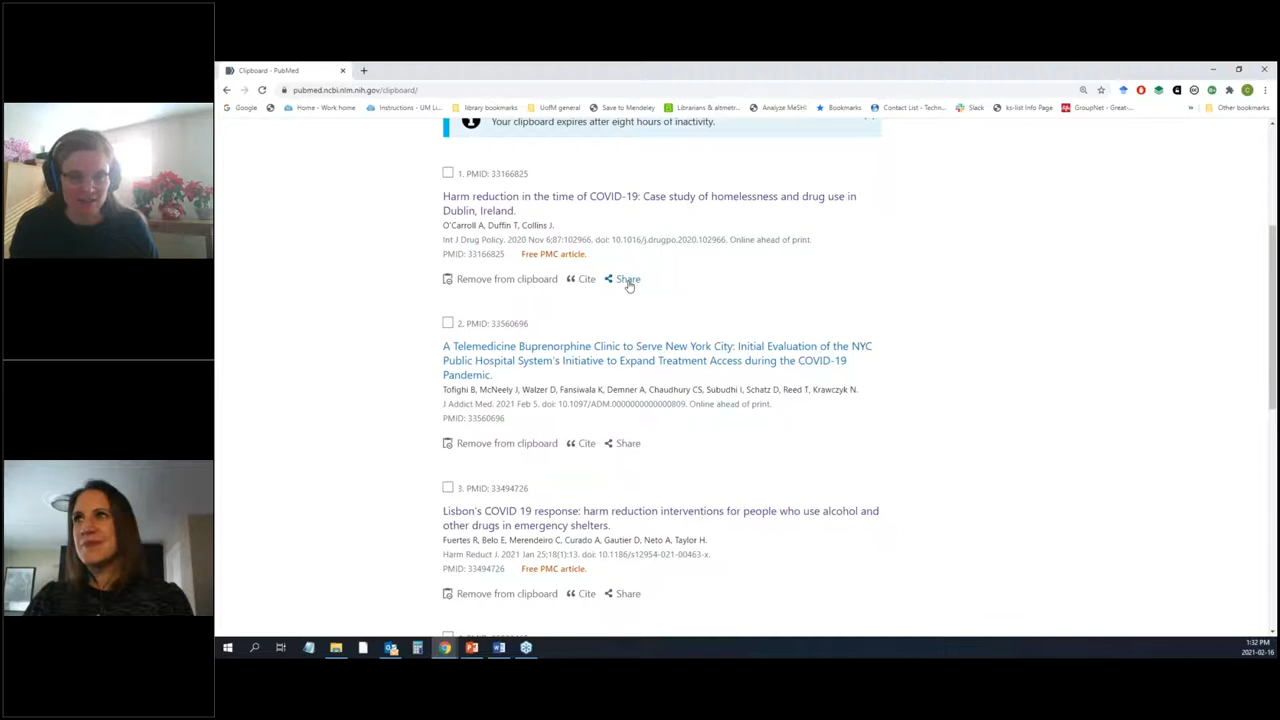 Clipboard - PubMed
pubmed.ncbi.nlm.nih.gov/clipboard/
Google
Home - Work home
Instructions - UM Li...
library bookmarks
UofM general
Save to Mendeley
Librarians & altmetr...
Analyze MeSH!
Bookmarks
Contact List - Techn...
Slack
ks-list Info Page
GroupNet - Great-...
Other bookmarks
Your clipboard expires after eight hours of inactivity.
1. PMID: 33166825
Harm reduction in the time of COVID-19: Case study of homelessness and drug use in
Dublin, Ireland.
O'Carroll A, Duffin T, Collins J.
Int J Drug Policy. 2020 Nov 6;87:102966. doi: 10.1016/j.drugpo.2020.102966. Online ahead of print.
PMID: 33166825 Free PMC article.
Remove from clipboard Cite Share
2. PMID: 33560696
A Telemedicine Buprenorphine Clinic to Serve New York City: Initial Evaluation of the NYC
Public Hospital System's Initiative to Expand Treatment Access during the COVID-19
Pandemic.
Tofighi B, McNeely J, Walzer D, Fansiwala K, Demner A, Chaudhury CS, Subudhi I, Schatz D, Reed T, Krawczyk N.
J Addict Med. 2021 Feb 5. doi: 10.1097/ADM.0000000000000809. Online ahead of print.
PMID: 33560696
Remove from clipboard Cite Share
3. PMID: 33494726
Lisbon's COVID 19 response: harm reduction interventions for people who use alcohol and
other drugs in emergency shelters.
Fuertes R, Belo E, Merendeiro C, Curado A, Gautier D, Neto A, Taylor H.
Harm Reduct J. 2021 Jan 25;18(1):13. doi: 10.1186/s12954-021-00463-x.
PMID: 33494726 Free PMC article.
Remove from clipboard Cite Share
1:32 PM
2021-02-16